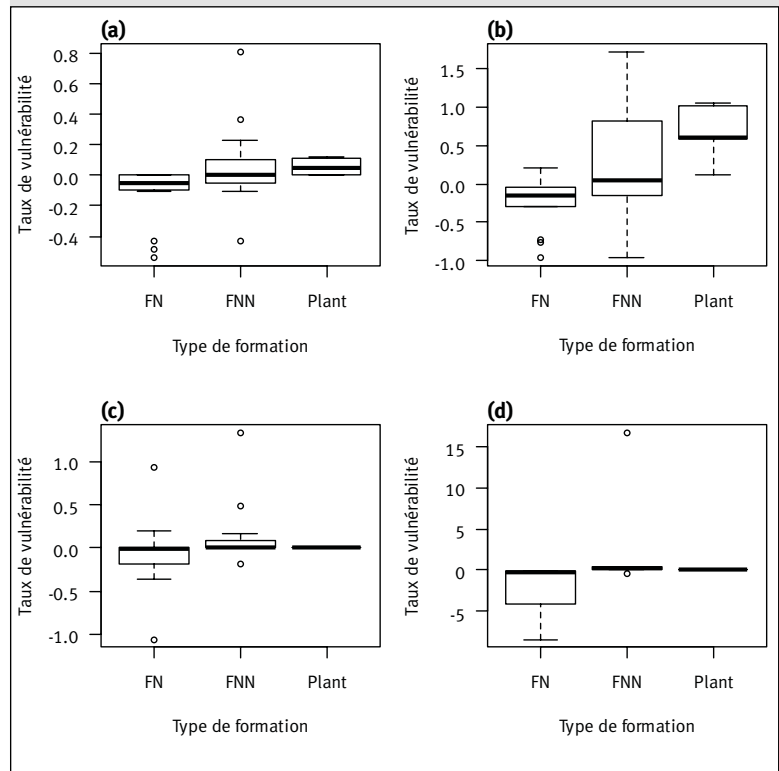 (a)
Taux de vulnérabilité
0.8
0.6
0.4
0.2
0.0
-0.2
-0.4
FN FNN Plant
Type de formation
(b)
Taux de vulnérabilité
1.5
1.0
0.5
0.0
-0.5
-1.0
FN FNN Plant
Type de formation
(c)
Taux de vulnérabilité
1.0
0.5
0.0
-0.5
-1.0
FN FNN Plant
Type de formation
(d)
Taux de vulnérabilité
15
10
5
0
-5
FN FNN Plant
Type de formation